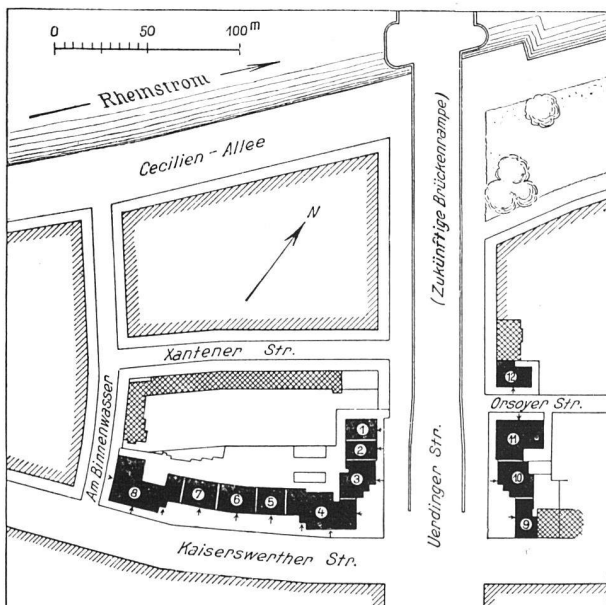 0 50 100 m
Rheinstrom
Cecilien - Allee
(Zukünftige Brückenrampe)
N
Xantener Str.
Am Binnenwasser
Uerdinger Str.
Orsoyer Str.
12
1
2
11
3
10
8
7
6
5
4
9
Kaiserswerther Str.